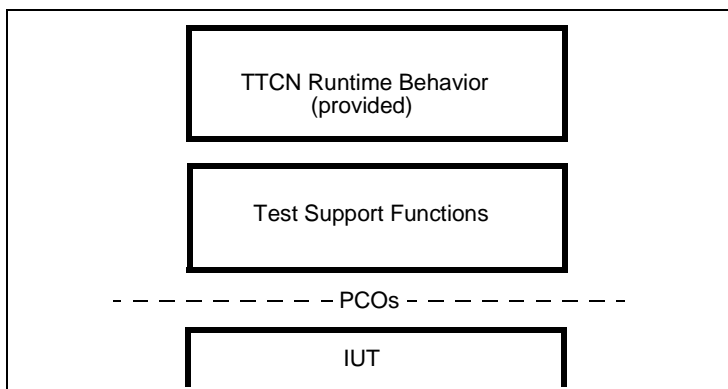 TTCN Runtime Behavior
(provided)
Test Support Functions
PCOs
IUT